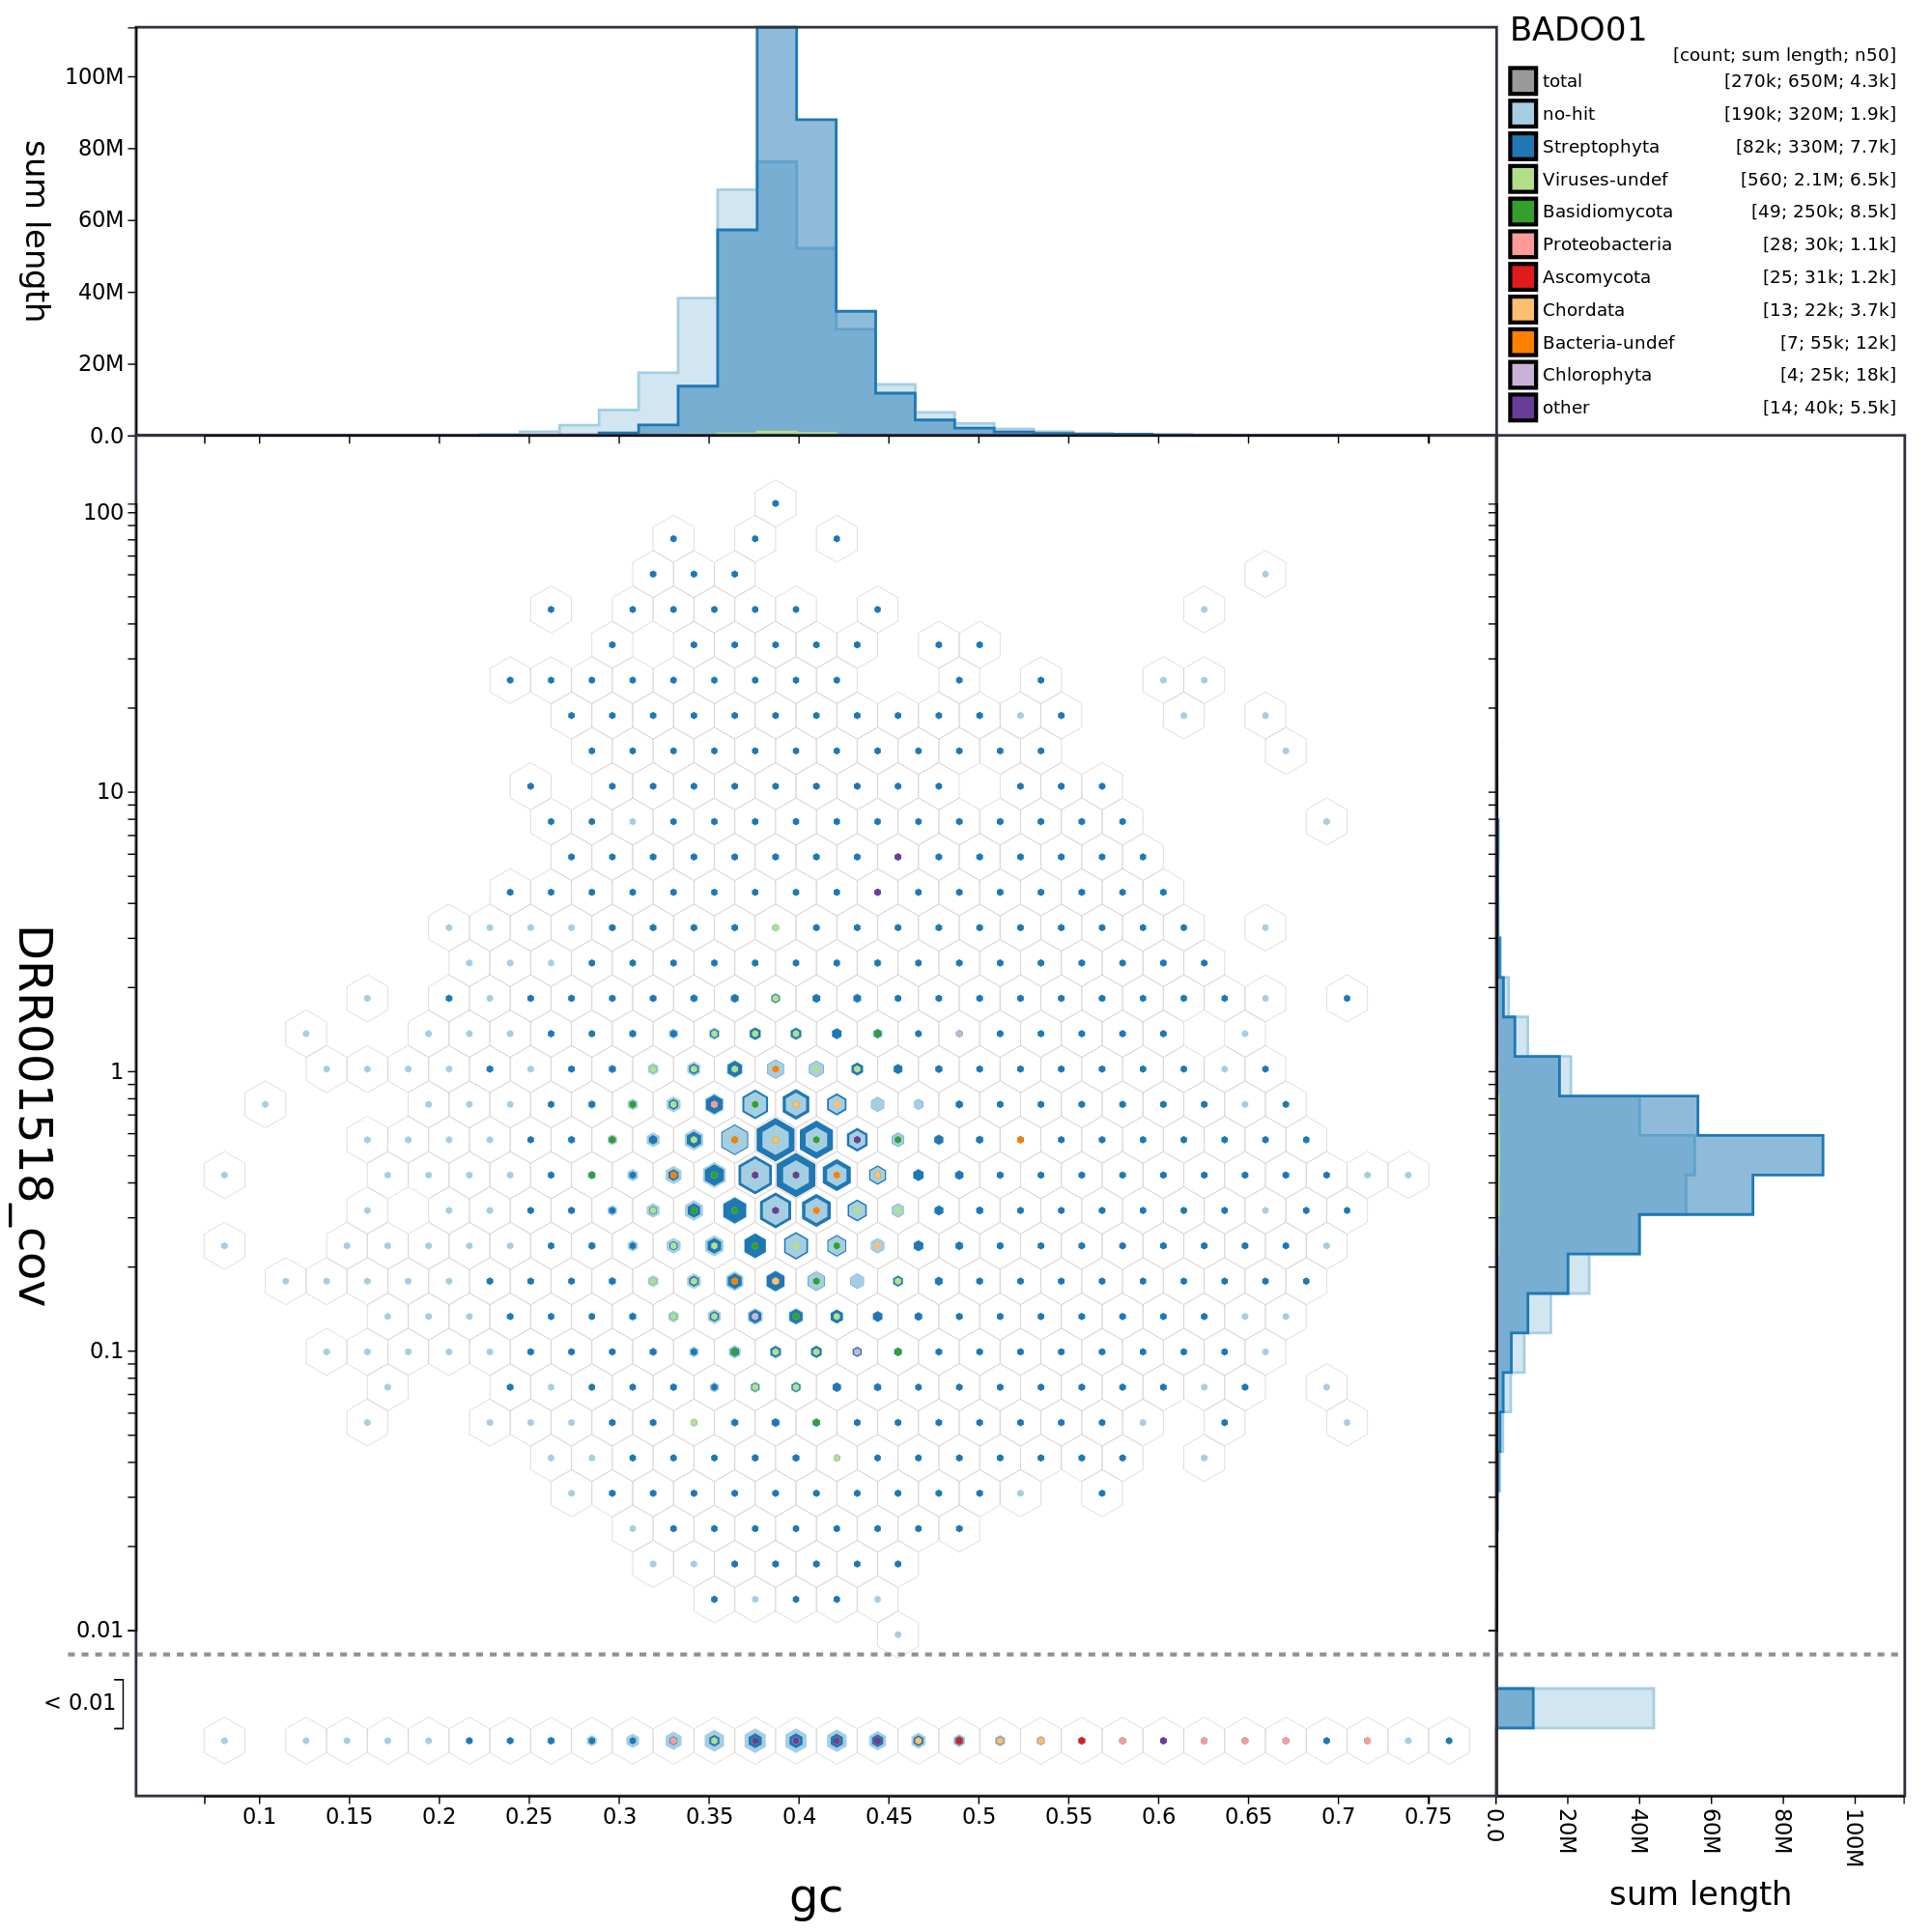 BADO01
[count; sum length; n50]
total [270k; 650M; 4.3k]
no-hit [190k; 320M; 1.9k]
Streptophyta [82k; 330M; 7.7k]
Viruses-undef [560; 2.1M; 6.5k]
Basidiomycota [49; 250k; 8.5k]
Proteobacteria [28; 30k; 1.1k]
Ascomycota [25; 31k; 1.2k]
Chordata [13; 22k; 3.7k]
Bacteria-undef [7; 55k; 12k]
Chlorophyta [4; 25k; 18k]
other [14; 40k; 5.5k]
sum length
100M
80M
60M
40M
20M
0.0
DRR001518_cov
100
10
1
0.1
0.01
< 0.01
0.1 0.15 0.2 0.25 0.3 0.35 0.4 0.45 0.5 0.55 0.6 0.65 0.7 0.75
gc
0.0 20M 40M 60M 80M 100M
sum length